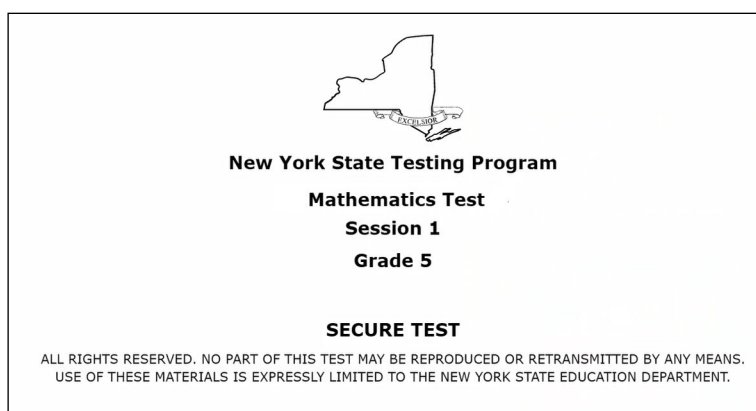 EXCELSIOR
New York State Testing Program
Mathematics Test
Session 1
Grade 5
SECURE TEST
ALL RIGHTS RESERVED. NO PART OF THIS TEST MAY BE REPRODUCED OR RETRANSMITTED BY ANY MEANS.
USE OF THESE MATERIALS IS EXPRESSLY LIMITED TO THE NEW YORK STATE EDUCATION DEPARTMENT.